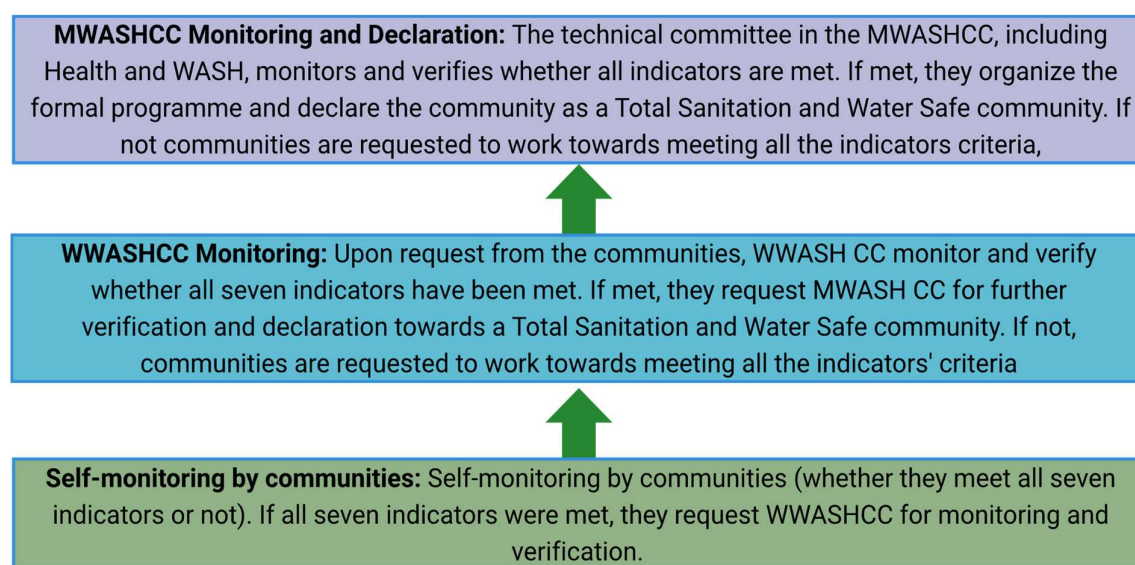 MWASHCC Monitoring and Declaration: The technical committee in the MWASHCC, including
Health and WASH, monitors and verifies whether all indicators are met. If met, they organize the
formal programme and declare the community as a Total Sanitation and Water Safe community. If
not communities are requested to work towards meeting all the indicators criteria,
WWASHCC Monitoring: Upon request from the communities, WWASH CC monitor and verify
whether all seven indicators have been met. If met, they request MWASH CC for further
verification and declaration towards a Total Sanitation and Water Safe community. If not,
communities are requested to work towards meeting all the indicators' criteria
Self-monitoring by communities: Self-monitoring by communities (whether they meet all seven
indicators or not). If all seven indicators were met, they request WWASHCC for monitoring and
verification.